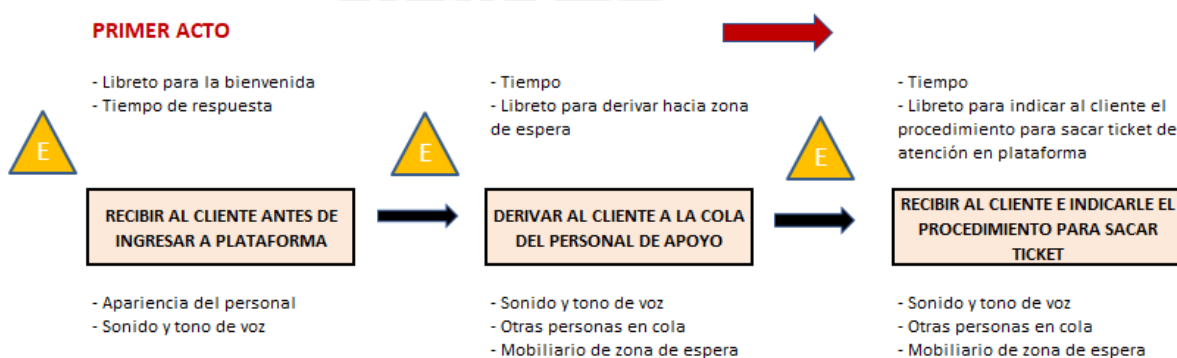 PRIMER ACTO
- Libreto para la bienvenida
- Tiempo de respuesta
- Tiempo
- Libreto para derivar hacia zona
de espera
- Tiempo
- Libreto para indicar al cliente el
procedimiento para sacar ticket de
atención en plataforma
E
E
E
RECIBIR AL CLIENTE ANTES DE
INGRESAR A PLATAFORMA
DERIVAR AL CLIENTE A LA COLA
DEL PERSONAL DE APOYO
RECIBIR AL CLIENTE E INDICARLE EL
PROCEDIMIENTO PARA SACAR
TICKET
- Apariencia del personal
- Sonido y tono de voz
- Sonido y tono de voz
- Otras personas en cola
- Mobiliario de zona de espera
- Sonido y tono de voz
- Otras personas en cola
- Mobiliario de zona de espera